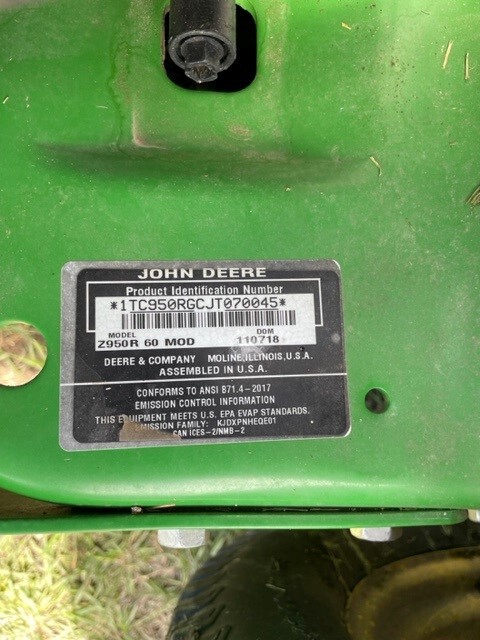 JOHN DEERE
Product Identification Number
*1TC950RGCJT070045*
MODEL DOM
Z950R 60 MOD 110718
DEERE & COMPANY MOLINE,ILLINOIS,U.S.A.
ASSEMBLED IN U.S.A.
CONFORMS TO ANSI B71.4-2017
EMISSION CONTROL INFORMATION
THIS EQUIPMENT MEETS U.S. EPA EVAP STANDARDS.
MISSION FAMILY: KJDXPNHEQE01
CAN ICES-2/NMB-2